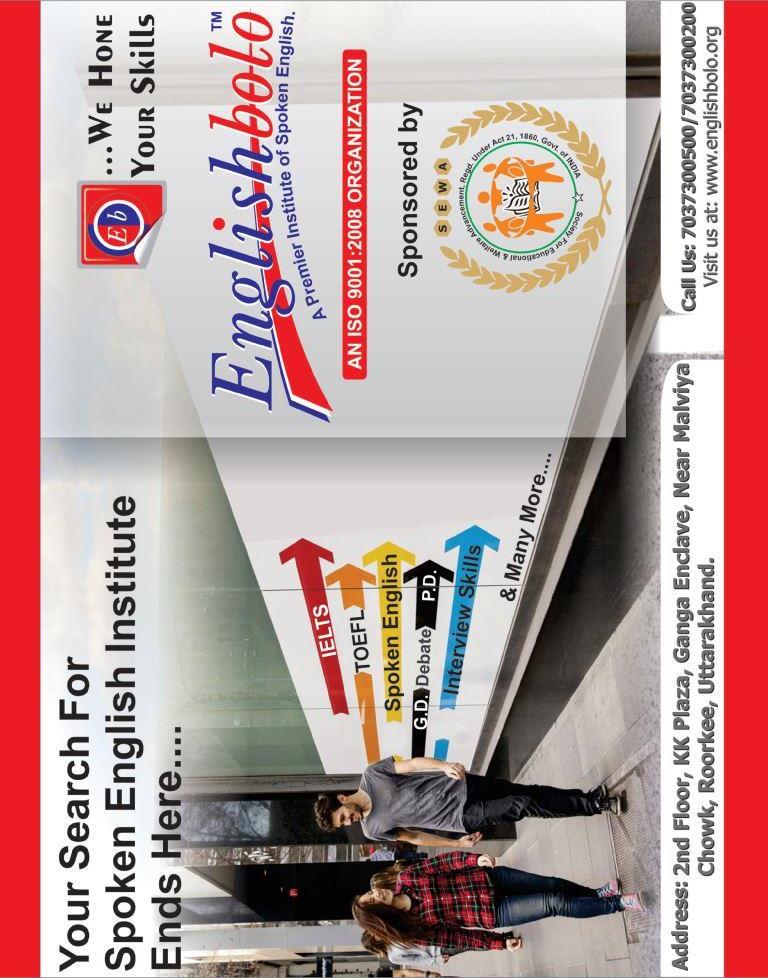 Your Search For
Spoken English Institute
Ends Here....
E b
...We Hone
Your Skills
Englishbolo TM
A Premier Institute of Spoken English.
AN ISO 9001:2008 ORGANIZATION
Sponsored by
SEWA
Society For Educational & Welfare Advancement, Regd. Under Act 21, 1860, Govt. of INDIA
IELTS
TOEFL
Spoken English
G.D. Debate P.D.
Interview Skills
& Many More....
Address: 2nd Floor, KK Plaza, Ganga Enclave, Near Malviya
Chowk, Roorkee, Uttarakhand.
Call Us: 7037300500/7037300200
Visit us at: www.englishbolo.org